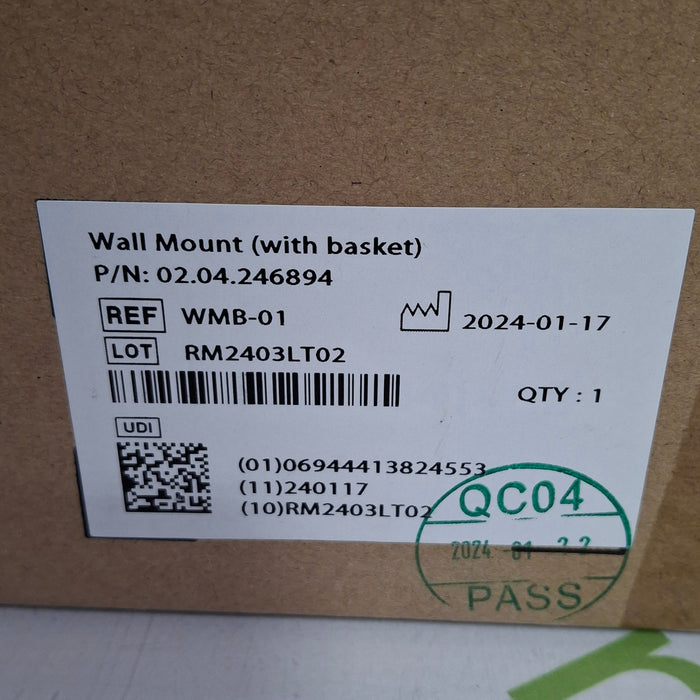 Wall Mount (with basket)
P/N: 02.04.246894
REF WMB-01
2024-01-17
LOT RM2403LT02
QTY : 1
UDI
(01)06944413824553
(11)240117
(10)RM2403LT02
QC04
2024
PASS